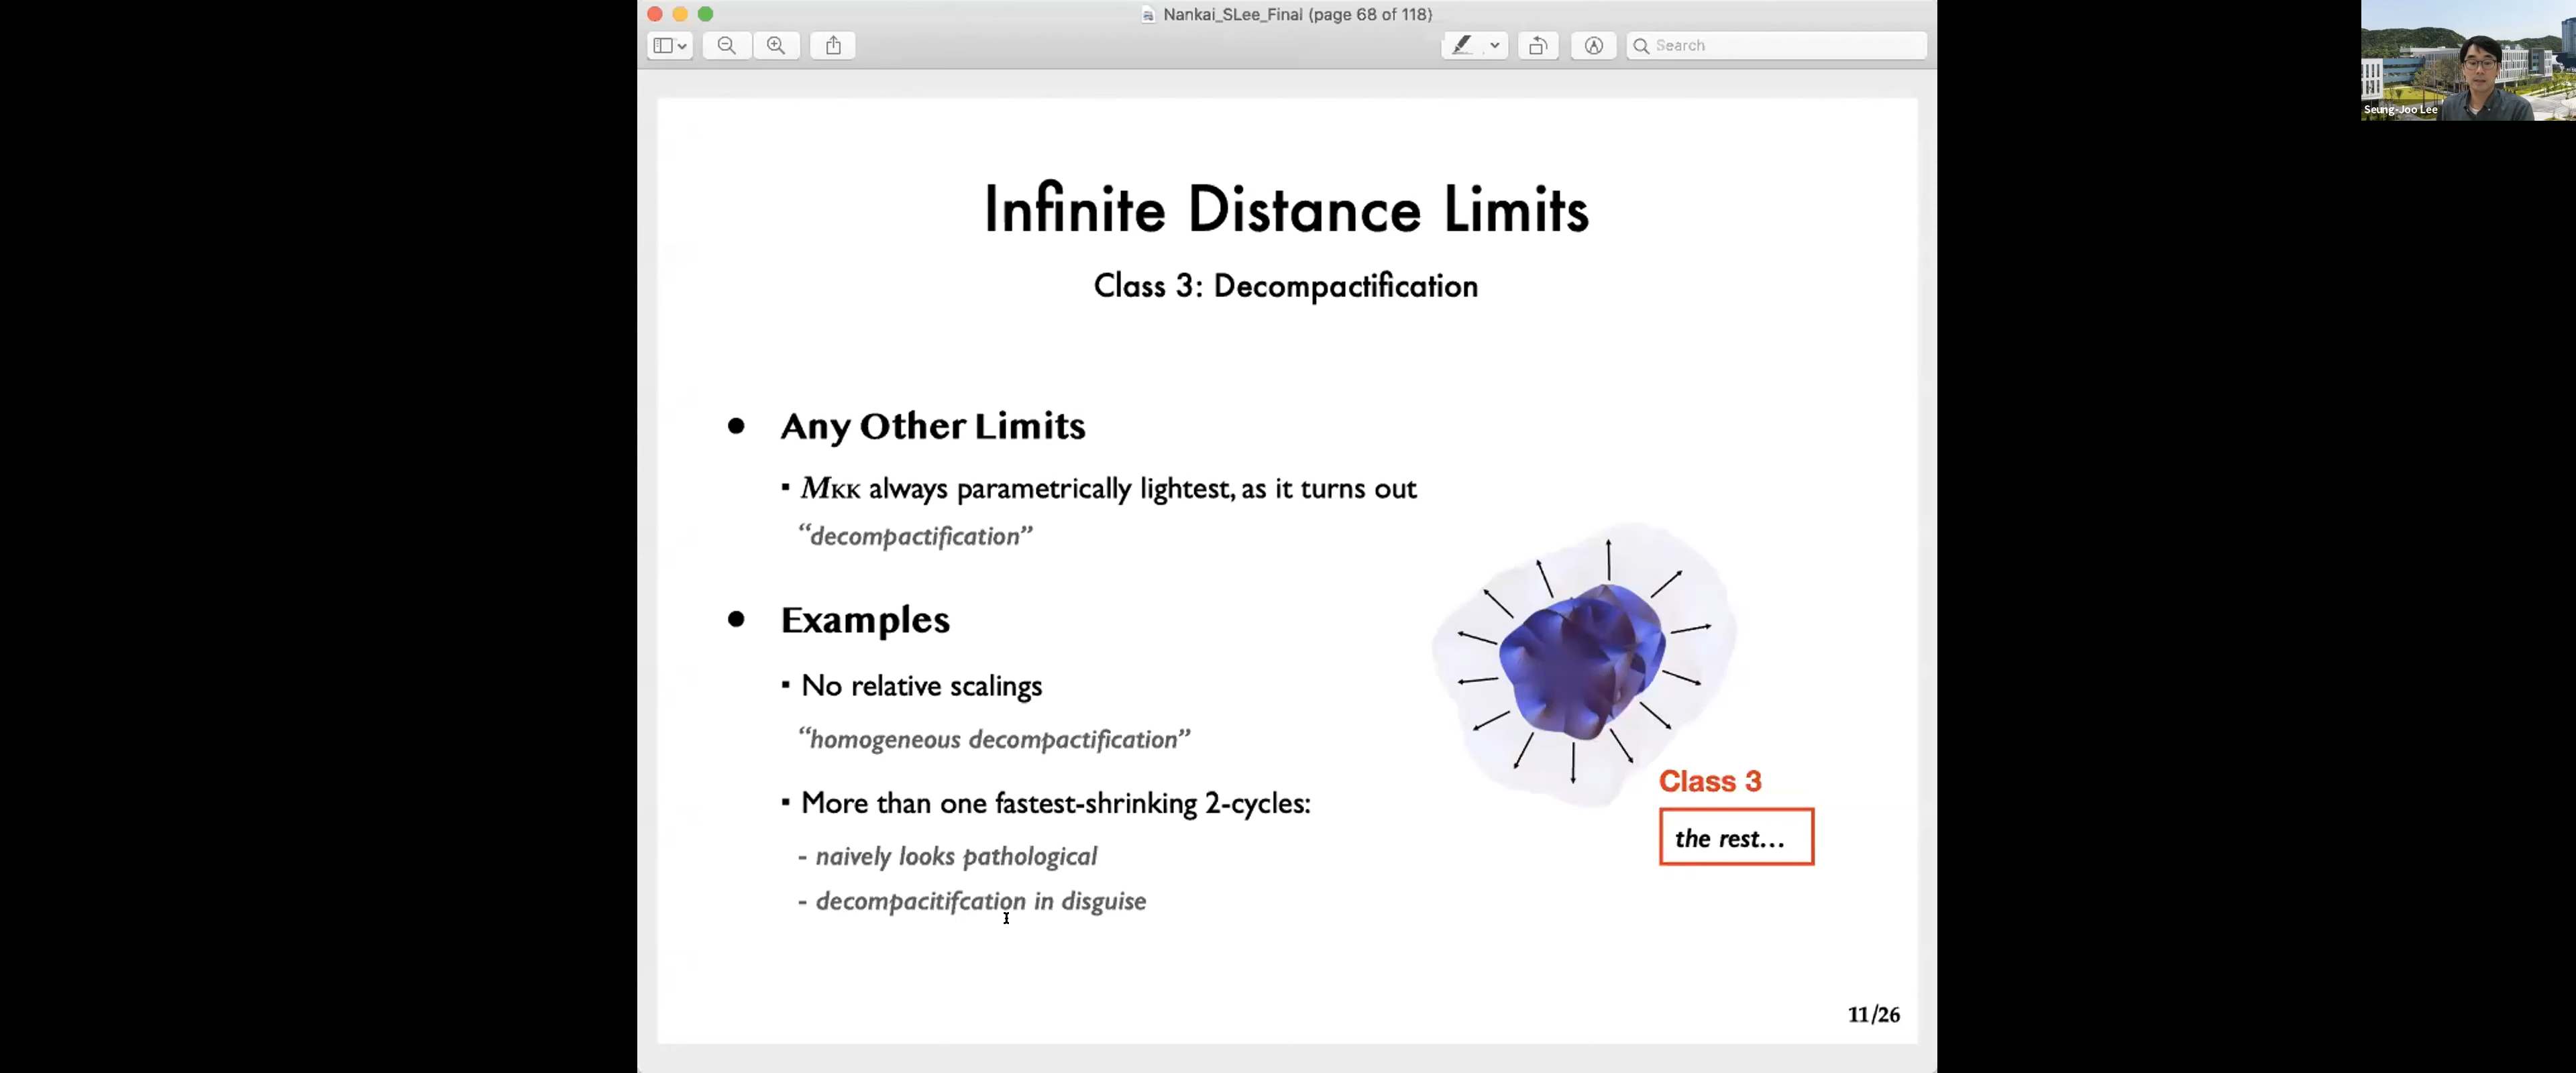 Nankai_SLee_Final (page 68 of 118)
Search
Seung-Joo Lee
Infinite Distance Limits
Class 3: Decompactification
● Any Other Limits
▪ MKK always parametrically lightest, as it turns out
“decompactification”
● Examples
▪ No relative scalings
“homogeneous decompactification”
▪ More than one fastest-shrinking 2-cycles:
- naively looks pathological
- decompacitifcation in disguise
Class 3
the rest...
11/26